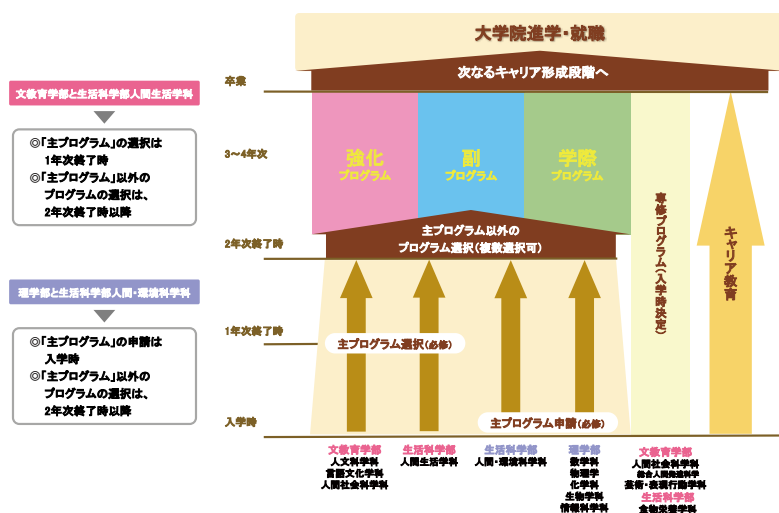 大学院進学・就職
次なるキャリア形成段階へ
卒業
文教育学部と生活科学部人間生活学科
◎「主プログラム」の選択は
1年次終了時
◎「主プログラム」以外の
プログラムの選択は、
2年次終了時以降
3〜4年次
強化
プログラム
副
プログラム
学際
プログラム
専修プログラム(入学時決定)
キャリア教育
主プログラム以外の
プログラム選択(複数選択可)
2年次終了時
理学部と生活科学部人間・環境科学科
◎「主プログラム」の申請は
入学時
◎「主プログラム」以外の
プログラムの選択は、
2年次終了時以降
1年次終了時
主プログラム選択(必修)
入学時
主プログラム申請(必修)
文教育学部
人文科学科
言語文化学科
人間社会科学科
生活科学部
人間生活学科
生活科学部
人間・環境科学科
理学部
数学科
物理学
化学科
生物学科
情報科学科
文教育学部
人間社会科学科
総合人間発達科学
芸術・表現行動学科
生活科学部
食物栄養学科